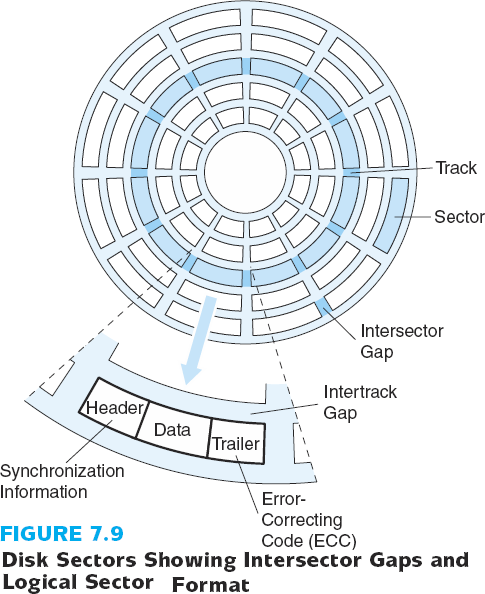 Track
Sector
Intersector
Gap
Intertrack
Gap
Header
Data
Trailer
Synchronization
Information
Error-
Correcting
Code (ECC)
FIGURE 7.9
Disk Sectors Showing Intersector Gaps and
Logical Sector Format